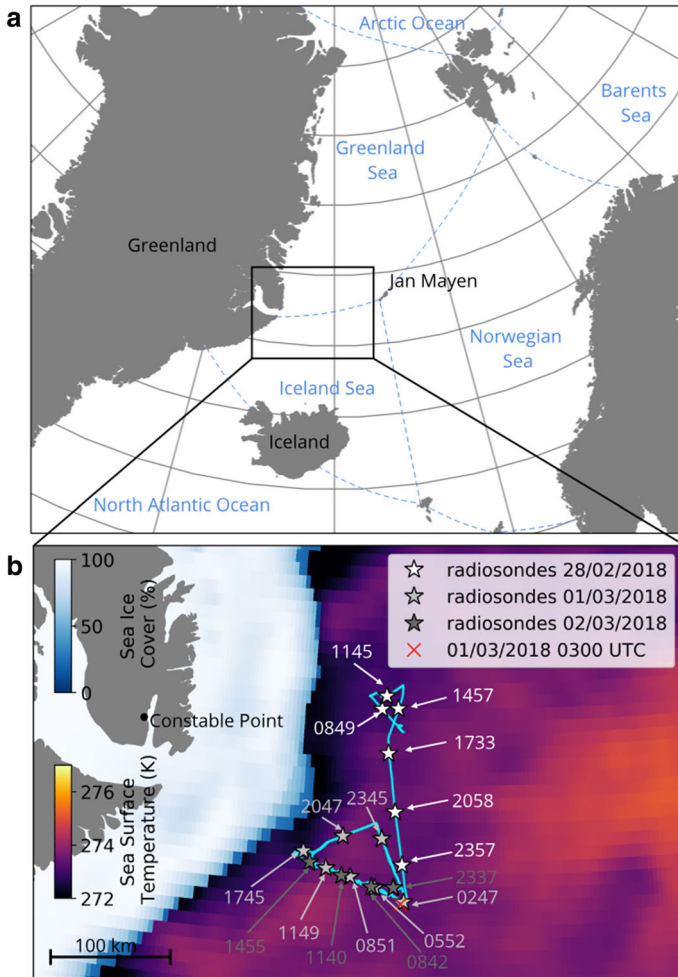 a
Arctic Ocean
Barents
Sea
Greenland
Sea
Greenland
Jan Mayen
Norwegian
Sea
Iceland Sea
Iceland
North Atlantic Ocean
b
100
50
0
Sea Ice
Cover (%)
radiosondes 28/02/2018
radiosondes 01/03/2018
radiosondes 02/03/2018
01/03/2018 0300 UTC
1145
1457
0849
Constable Point
1733
276
274
272
Sea Surface
Temperature (K)
2058
2047
2345
2357
2337
1745
0247
1455
1149
1140
0851
0552
0842
100 km